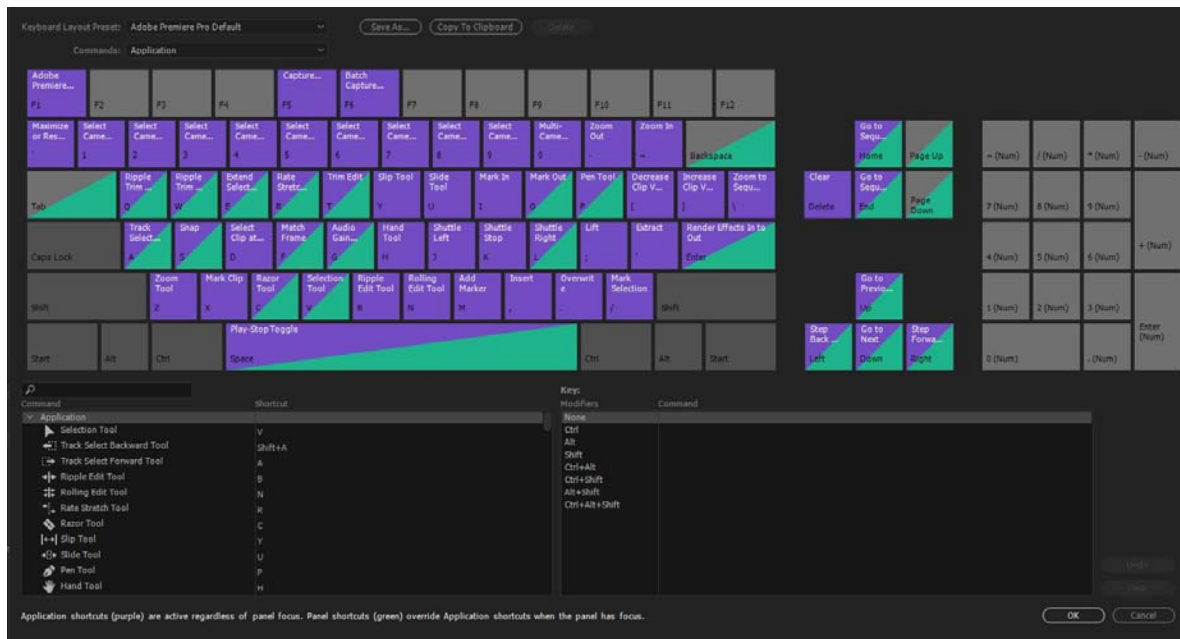 Keyboard Layout Preset: Adobe Premiere Pro Default Save As... Copy To Clipboard Delete
Commands: Application
Adobe Premiere... Capture... Batch Capture...
F1 F2 F3 F4 F5 F6 F7 F8 F9 F10 F11 F12
Maximize or Res... Select Came... Select Came... Select Came... Select Came... Select Came... Select Came... Select Came... Select Came... Select Came... Multi-Came... Zoom Out Zoom In Go to Sequ...
` 1 2 3 4 5 6 7 8 9 0 - = Backspace Home Page Up = (Num) / (Num) * (Num) - (Num)
Ripple Trim ... Ripple Trim ... Extend Select... Rate Stretc... Trim Edit Slip Tool Slide Tool Mark In Mark Out Pen Tool Decrease Clip V... Increase Clip V... Zoom to Sequ... Clear Go to Sequ...
Tab Q W E R T Y U I O P [ ] \ Delete End Page Down 7 (Num) 8 (Num) 9 (Num)
Track Select... Snap Select Clip at... Match Frame Audio Gain... Hand Tool Shuttle Left Shuttle Stop Shuttle Right Lift Extract Render Effects In to Out
Caps Lock A S D F G H J K L ; ' Enter 4 (Num) 5 (Num) 6 (Num) + (Num)
Zoom Tool Mark Clip Razor Tool Selection Tool Ripple Edit Tool Rolling Edit Tool Add Marker Insert Overwrite Mark Selection Go to Previo...
Shift Z X C V B N M , . / Shift Up 1 (Num) 2 (Num) 3 (Num)
Play-Stop Toggle Step Back ... Go to Next Step Forwa...
Start Alt Ctrl Space Ctrl Alt Start Left Down Right 0 (Num) . (Num) Enter (Num)
Key:
Command Shortcut Modifiers Command
Application None
Selection Tool V Ctrl
Alt
Track Select Backward Tool Shift+A Shift
Track Select Forward Tool A Ctrl+Alt
Ripple Edit Tool B Ctrl+Shift
Rolling Edit Tool N Alt+Shift
Rate Stretch Tool R Ctrl+Alt+Shift
Razor Tool C
Slip Tool Y
Slide Tool U
Pen Tool P Undo
Hand Tool H Clear
Application shortcuts (purple) are active regardless of panel focus. Panel shortcuts (green) override Application shortcuts when the panel has focus. OK Cancel